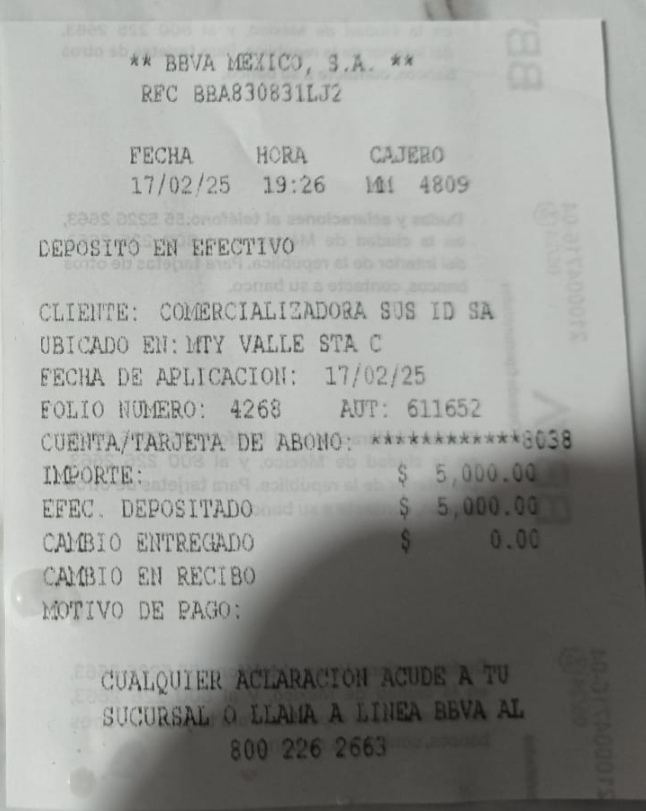 ** BBVA MEXICO, S.A. **
RFC BBA830831LJ2
FECHA HORA CAJERO
17/02/25 19:26 MM 4809
DEPOSITO EN EFECTIVO
CLIENTE: COMERCIALIZADORA SUS ID SA
UBICADO EN: MTY VALLE STA C
FECHA DE APLICACION: 17/02/25
FOLIO NUMERO: 4268 AUT: 611652
CUENTA/TARJETA DE ABONO: ************8038
IMPORTE: $ 5,000.00
EFEC. DEPOSITADO $ 5,000.00
CAMBIO ENTREGADO $ 0.00
CAMBIO EN RECIBO
MOTIVO DE PAGO:
CUALQUIER ACLARACION ACUDE A TU
SUCURSAL O LLAMA A LINEA BBVA AL
800 226 2663